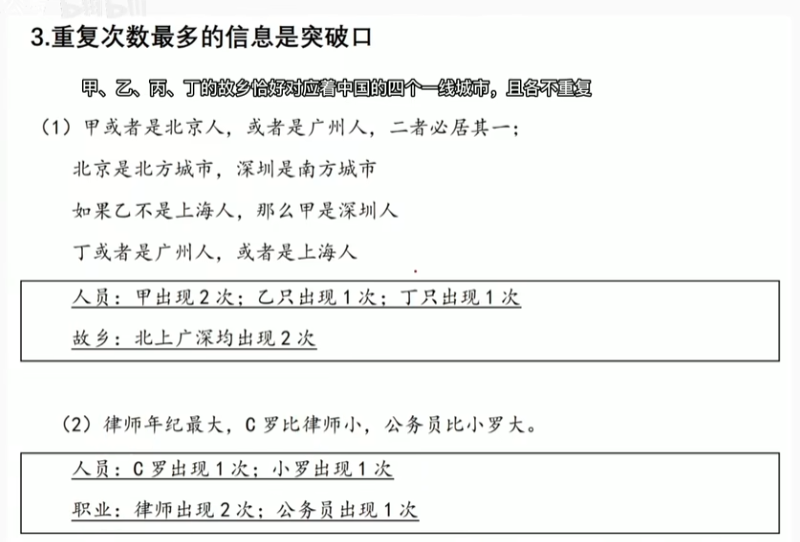 3.重复次数最多的信息是突破口
甲、乙、丙、丁的故乡恰好对应着中国的四个一线城市，且各不重复
（1）甲或者是北京人，或者是广州人，二者必居其一；
北京是北方城市，深圳是南方城市
如果乙不是上海人，那么甲是深圳人
丁或者是广州人，或者是上海人
人员：甲出现 2 次；乙只出现 1 次；丁只出现 1 次
故乡：北上广深均出现 2 次
（2）律师年纪最大，C 罗比律师小，公务员比小罗大。
人员：C 罗出现 1 次；小罗出现 1 次
职业：律师出现 2 次；公务员出现 1 次